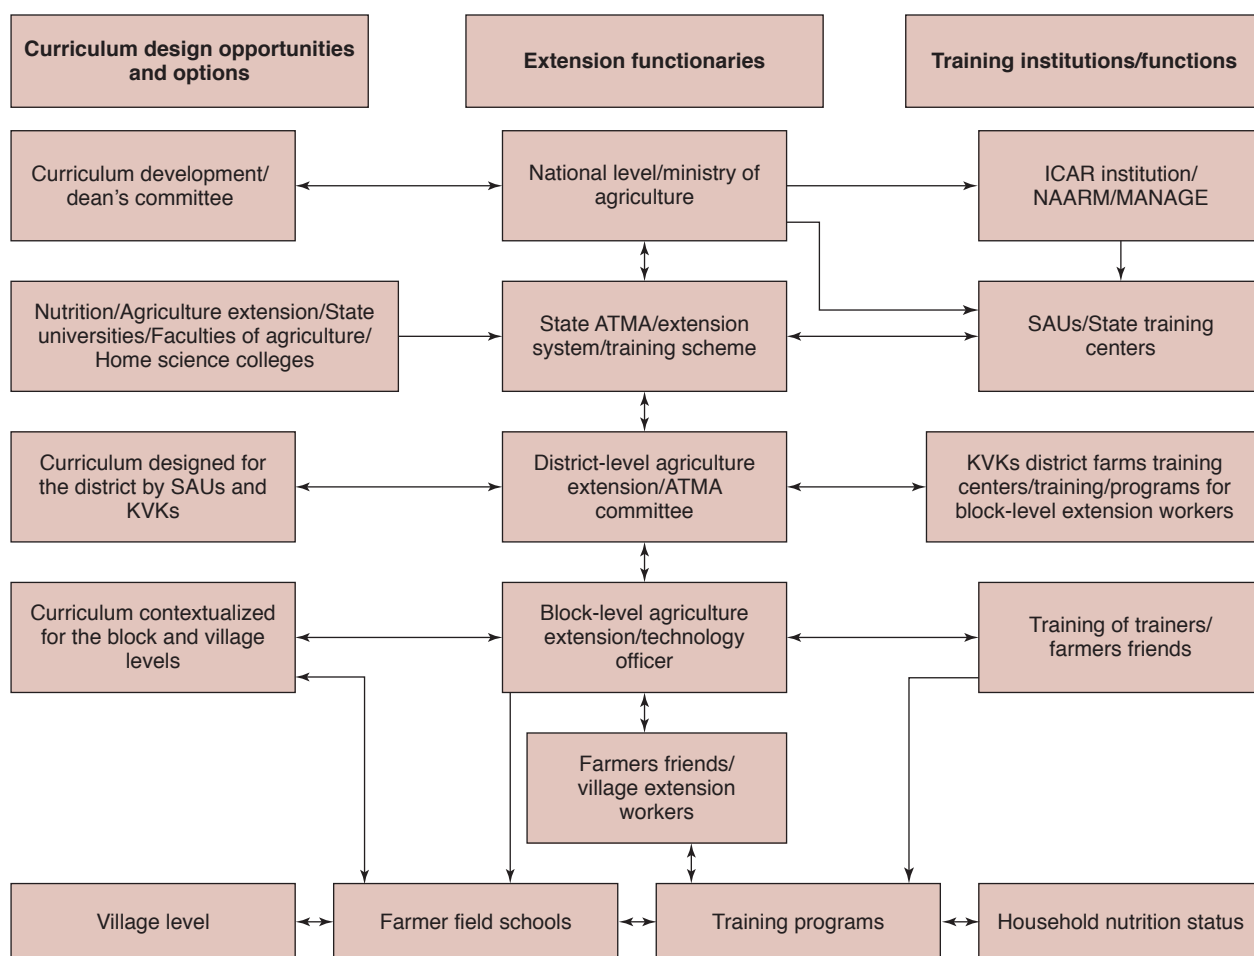 Curriculum design opportunities
and options
Extension functionaries
Training institutions/functions
Curriculum development/
dean's committee
National level/ministry of
agriculture
ICAR institution/
NAARM/MANAGE
Nutrition/Agriculture extension/State
universities/Faculties of agriculture/
Home science colleges
State ATMA/extension
system/training scheme
SAUs/State training
centers
Curriculum designed for
the district by SAUs and
KVKs
District-level agriculture
extension/ATMA
committee
KVKs district farms training
centers/training/programs for
block-level extension workers
Curriculum contextualized
for the block and village
levels
Block-level agriculture
extension/technology
officer
Training of trainers/
farmers friends
Farmers friends/
village extension
workers
Village level
Farmer field schools
Training programs
Household nutrition status